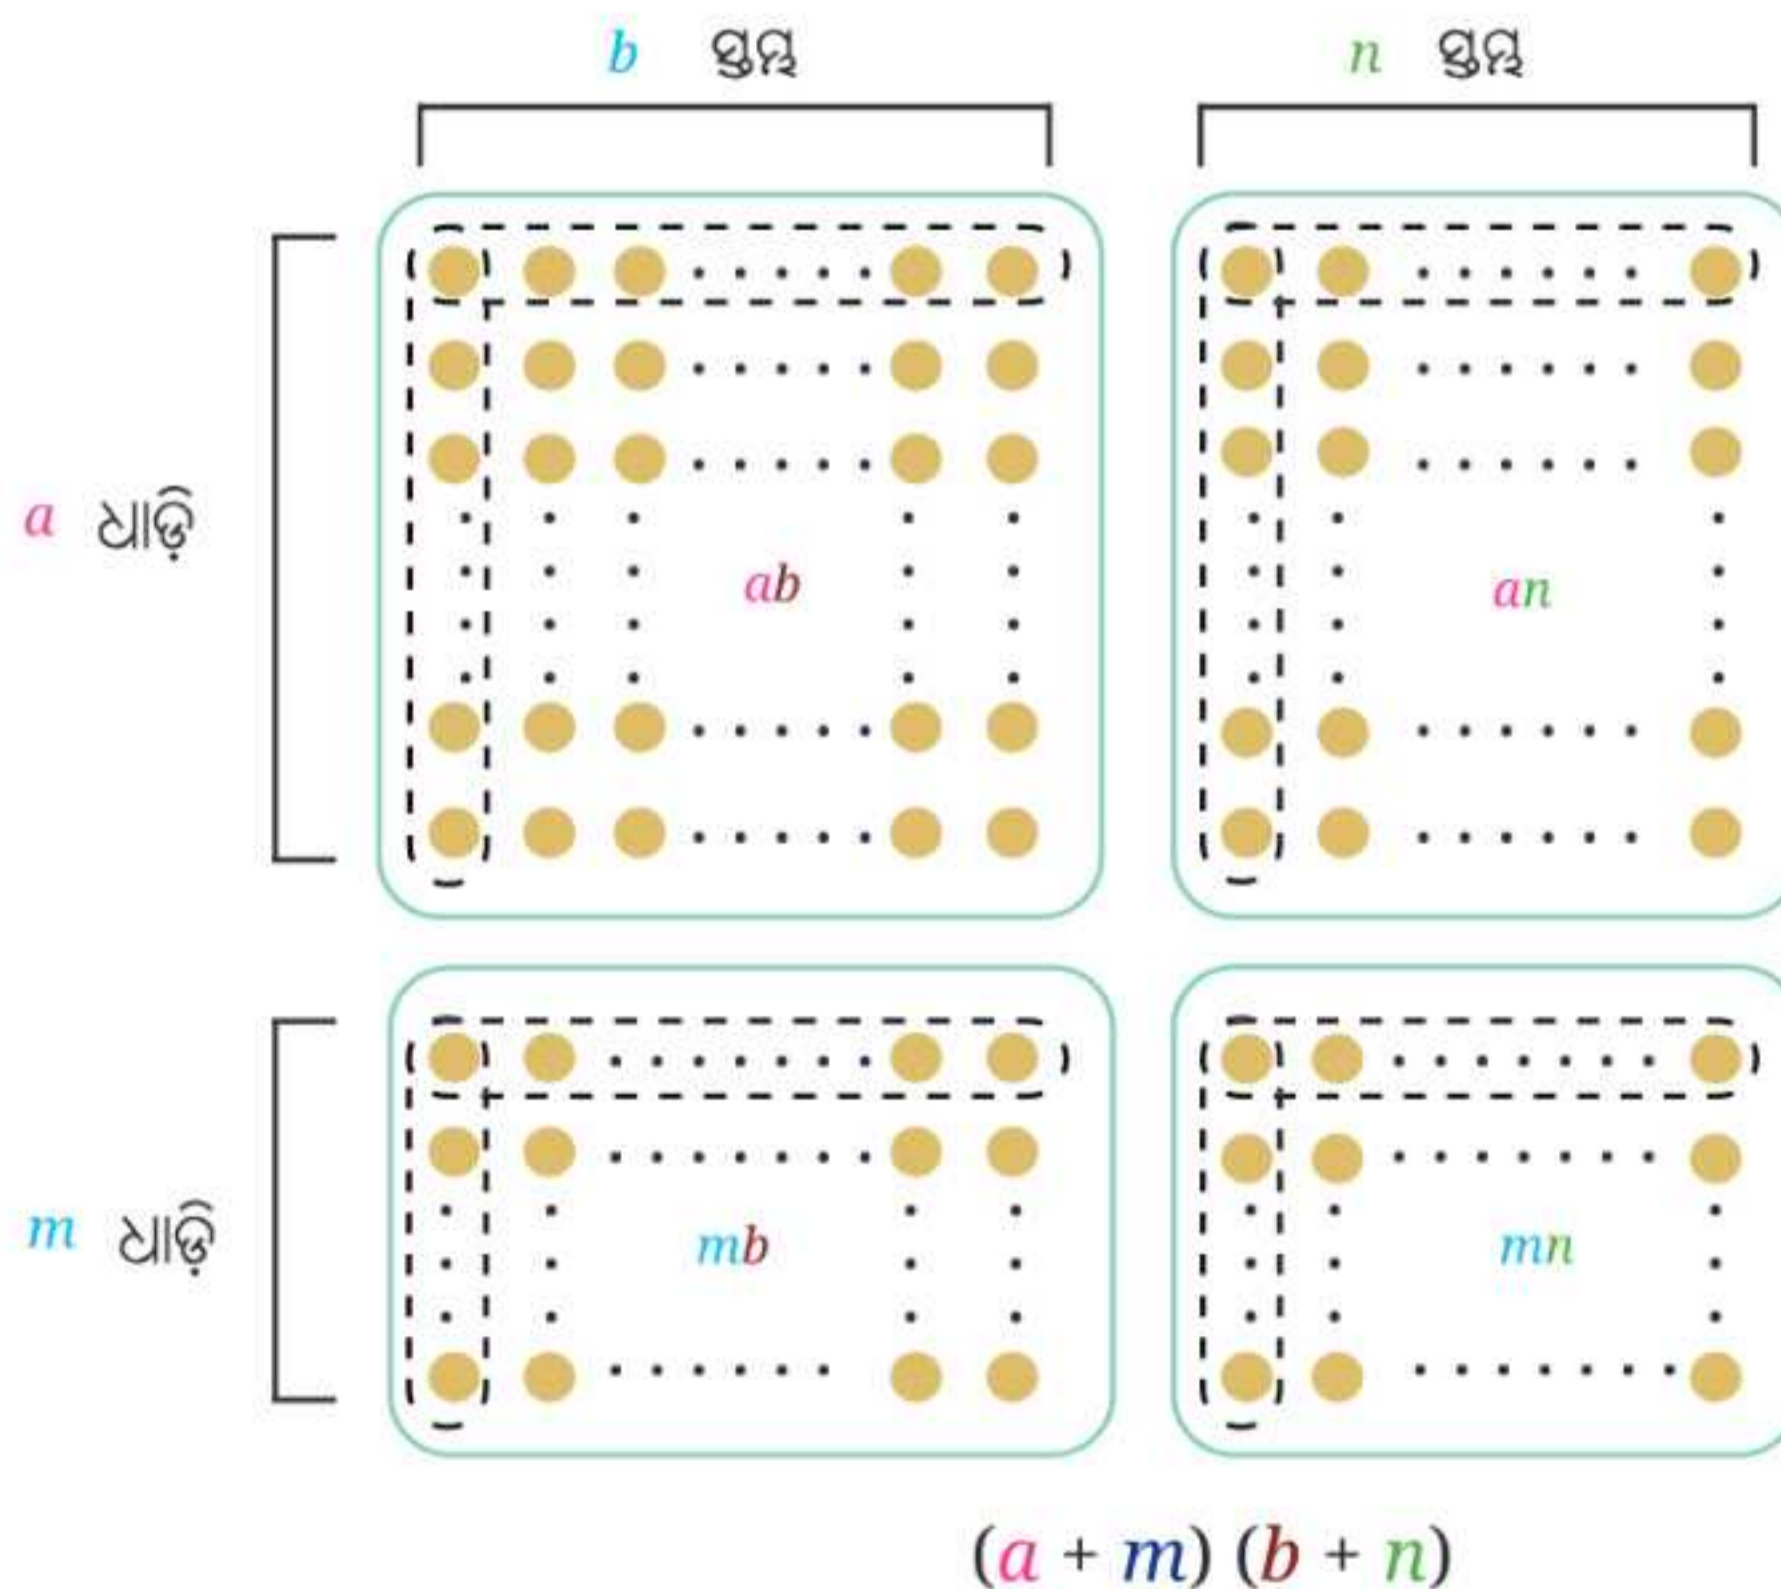 b ସ୍ତମ୍ଭ n ସ୍ତମ୍ଭ
a ଧାଡ଼ି
ab an
m ଧାଡ଼ି
mb mn
(a + m) (b + n)